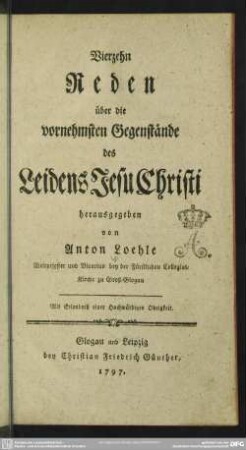 Vierzehn
Reden
über die
vornehmsten Gegenstände
des
Leidens Jesu Christi
herausgegeben
von
Anton Loehle
Weltpriester und Vicarius bey der Fürstlichen Collegiat-
Kirche zu Groß-Glogau
Mit Erlaubniß einer Hochwürdigen Obrigkeit.
Glogau und Leipzig
bey Christian Friedrich Günther,
1797.